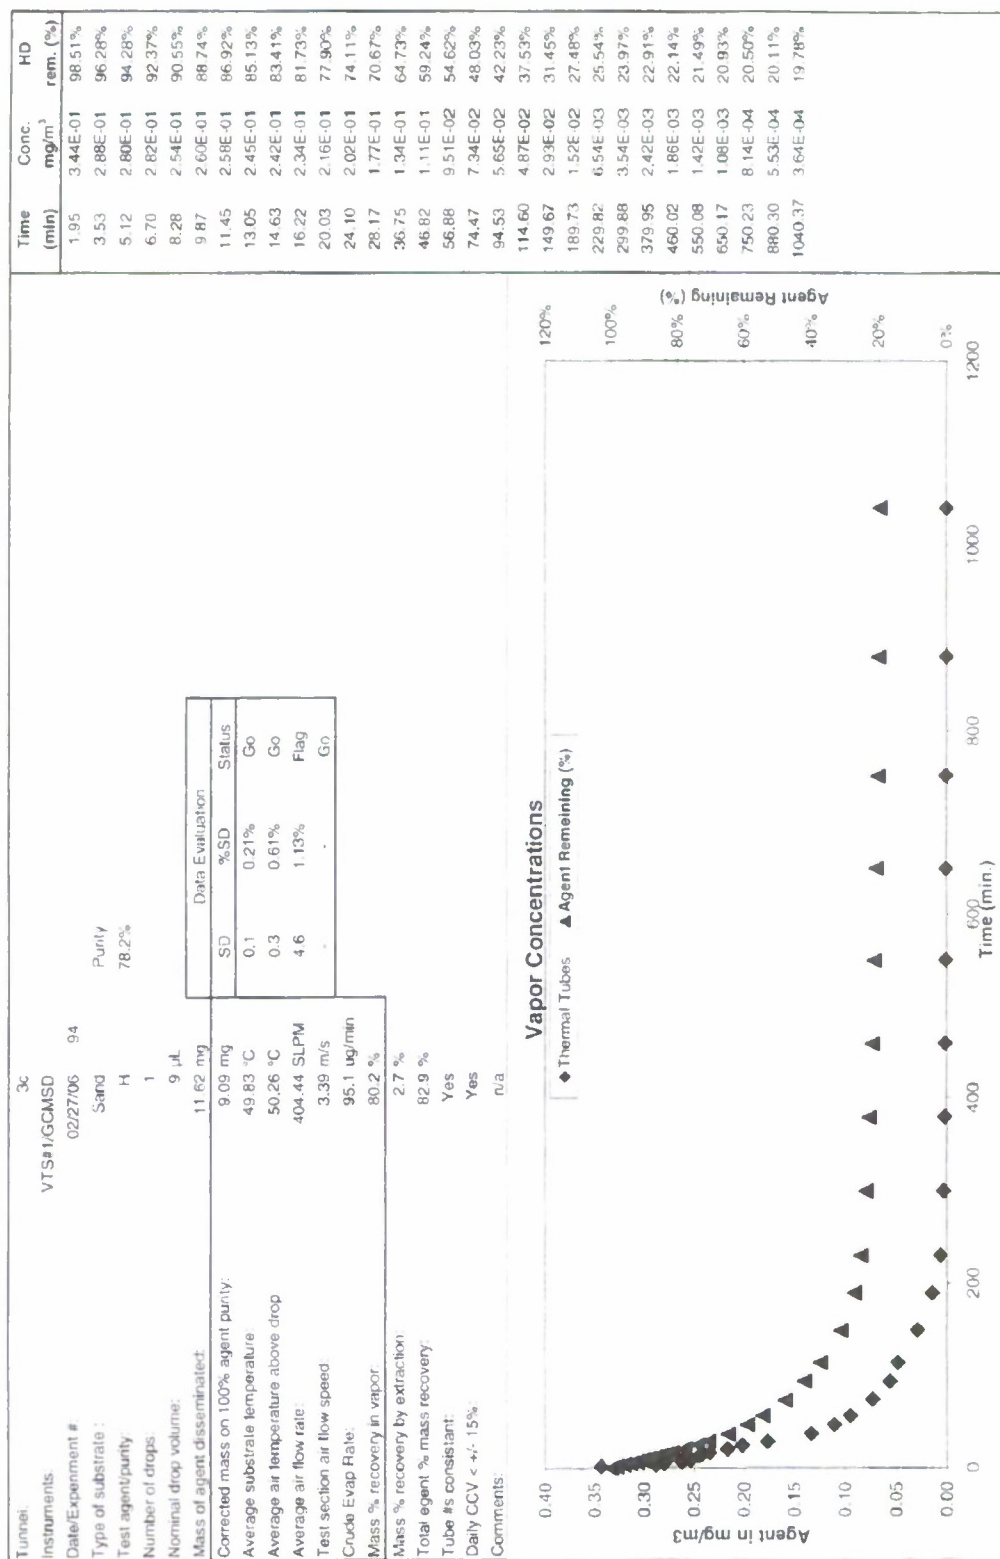 Tunnel: 3c
Instruments: VTS#1/GCMSD
Date/Experiment # 02/27/06 94
Type of substrate : Sand Purity
Test agent/purity: H 78.2%
Number of drops 1
Nominal drop volume: 9 µL
Mass of agent disseminated: 11.62 mg Data Evaluation
Corrected mass on 100% agent purity: 9.09 mg SD %SD Status
Average substrate temperature: 49.83 °C 0.1 0.21% Go
Average air temperature above drop 50.26 °C 0.3 0.61% Go
Average air flow rate: 404.44 SLPM 4.6 1.13% Flag
Test section air flow speed: 3.39 m/s - - Go
Crude Evap Rate: 95.1 ug/min
Mass % recovery in vapor: 80.2 %
Mass % recovery by extraction: 2.7 %
Total egent % mass recovery: 82.9 %
Tube #s consistant: Yes
Daily CCV < +/- 15% Yes
Comments: n/a
Time Conc. HD
(min) mg/m³ rem. (%)
1.95 3.44E-01 98.51%
3.53 2.88E-01 96.28%
5.12 2.80E-01 94.28%
6.70 2.82E-01 92.37%
8.28 2.54E-01 90.55%
9.87 2.60E-01 88.74%
11.45 2.58E-01 86.92%
13.05 2.45E-01 85.13%
14.63 2.42E-01 83.41%
16.22 2.34E-01 81.73%
20.03 2.16E-01 77.90%
24.10 2.02E-01 74.11%
28.17 1.77E-01 70.67%
36.75 1.34E-01 64.73%
46.82 1.11E-01 59.24%
56.88 9.51E-02 54.62%
74.47 7.34E-02 48.03%
94.53 5.65E-02 42.23%
114.60 4.87E-02 37.53%
149.67 2.93E-02 31.45%
189.73 1.52E-02 27.48%
229.82 6.54E-03 25.54%
299.88 3.54E-03 23.97%
379.95 2.42E-03 22.91%
460.02 1.86E-03 22.14%
550.08 1.42E-03 21.49%
650.17 1.08E-03 20.93%
750.23 8.14E-04 20.50%
880.30 5.53E-04 20.11%
1040.37 3.64E-04 19.78%
Vapor Concentrations
◆ Thermal Tubes ▲ Agent Remeining (%)
Agent in mg/m3
0.40
0.35
0.30
0.25
0.20
0.15
0.10
0.05
0.00
0 200 400 600 800 1000 1200
Time (min.)
120%
100%
80%
60%
40%
20%
0%
Agent Remaining (%)